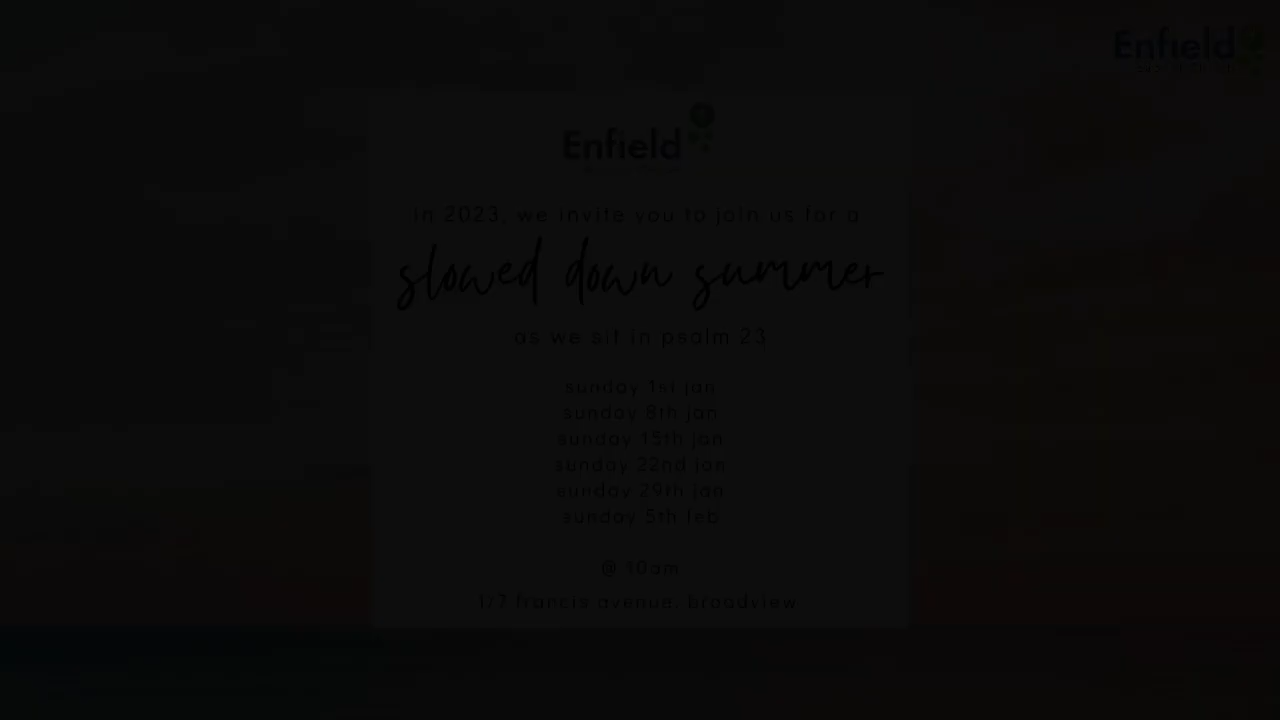 Enfield
Enfield
in 2023, we invite you to join us for a
slowed down summer
as we sit in psalm 23
sunday 1st jan
sunday 8th jan
sunday 15th jan
sunday 22nd jan
sunday 29th jan
sunday 5th feb
@ 10am
1/7 francis avenue, broadview